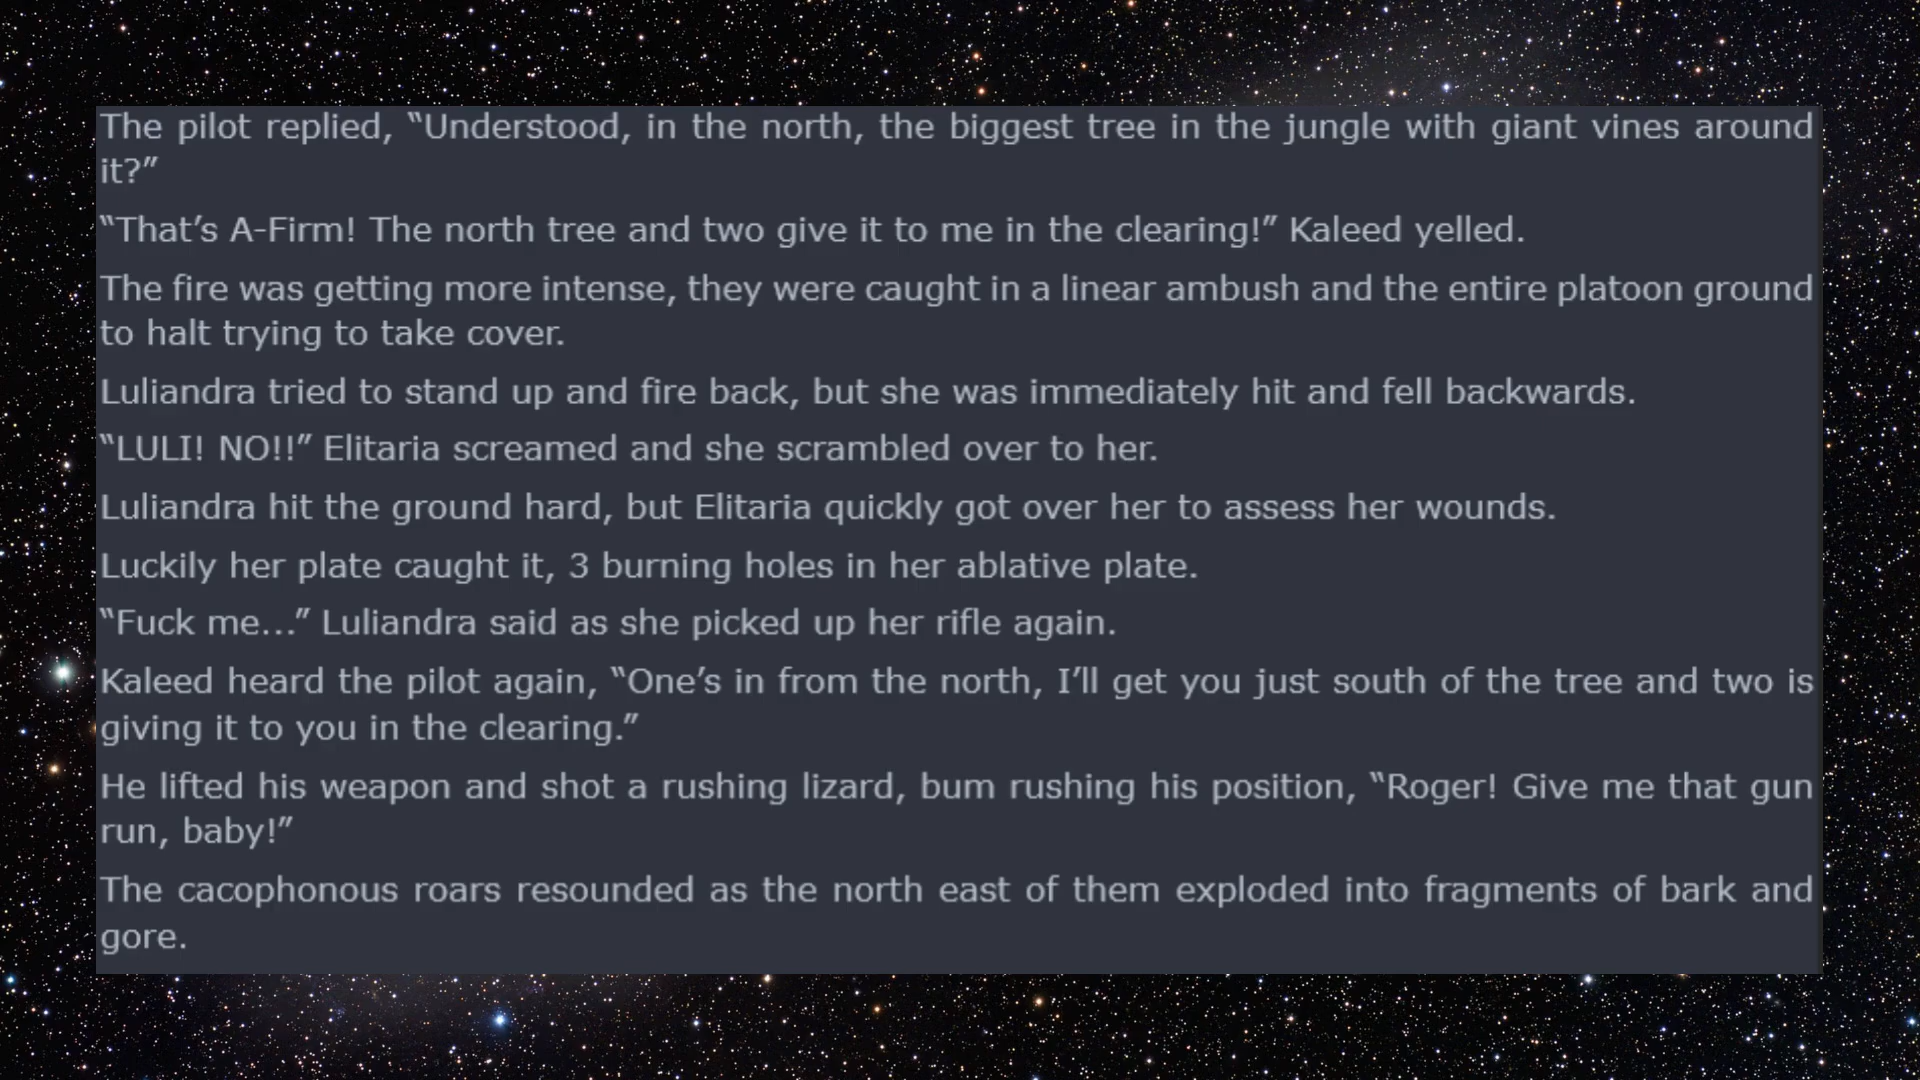 The pilot replied, “Understood, in the north, the biggest tree in the jungle with giant vines around
it?”
“That’s A-Firm! The north tree and two give it to me in the clearing!” Kaleed yelled.
The fire was getting more intense, they were caught in a linear ambush and the entire platoon ground
to halt trying to take cover.
Luliandra tried to stand up and fire back, but she was immediately hit and fell backwards.
“LULI! NO!!” Elitaria screamed and she scrambled over to her.
Luliandra hit the ground hard, but Elitaria quickly got over her to assess her wounds.
Luckily her plate caught it, 3 burning holes in her ablative plate.
“Fuck me...” Luliandra said as she picked up her rifle again.
Kaleed heard the pilot again, “One’s in from the north, I’ll get you just south of the tree and two is
giving it to you in the clearing.”
He lifted his weapon and shot a rushing lizard, bum rushing his position, “Roger! Give me that gun
run, baby!”
The cacophonous roars resounded as the north east of them exploded into fragments of bark and
gore.